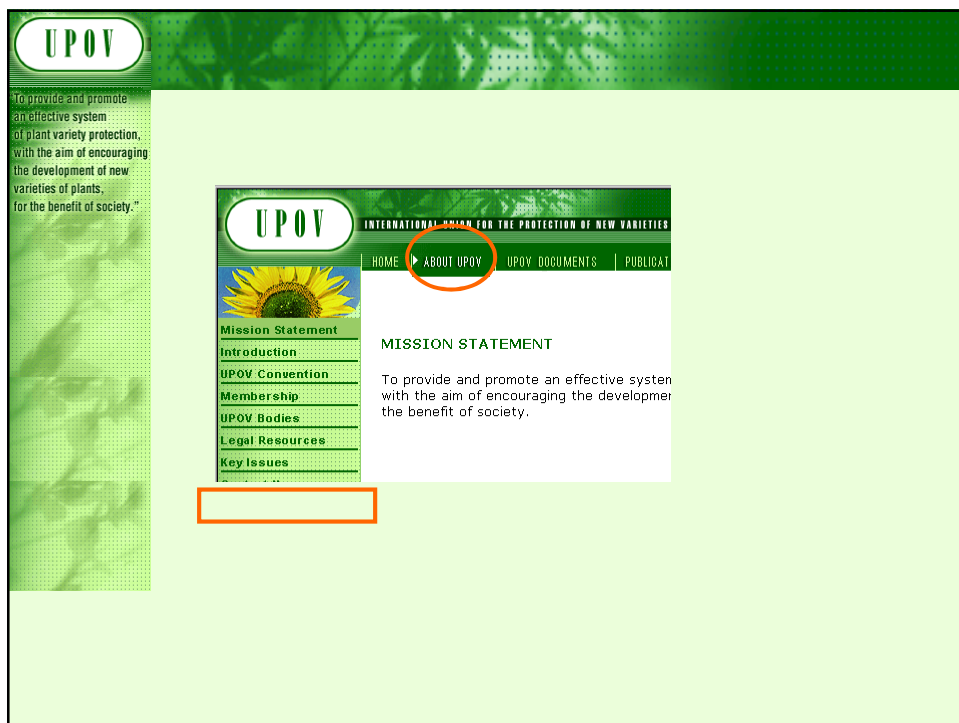 UPOV
To provide and promote
an effective system
of plant variety protection,
with the aim of encouraging
the development of new
varieties of plants,
for the benefit of society."
UPOV
INTERNATIONAL UNION FOR THE PROTECTION OF NEW VARIETIES
HOME ABOUT UPOV UPOV DOCUMENTS PUBLICAT
Mission Statement
Introduction
UPOV Convention
Membership
UPOV Bodies
Legal Resources
Key Issues
MISSION STATEMENT
To provide and promote an effective system
with the aim of encouraging the developmen
the benefit of society.